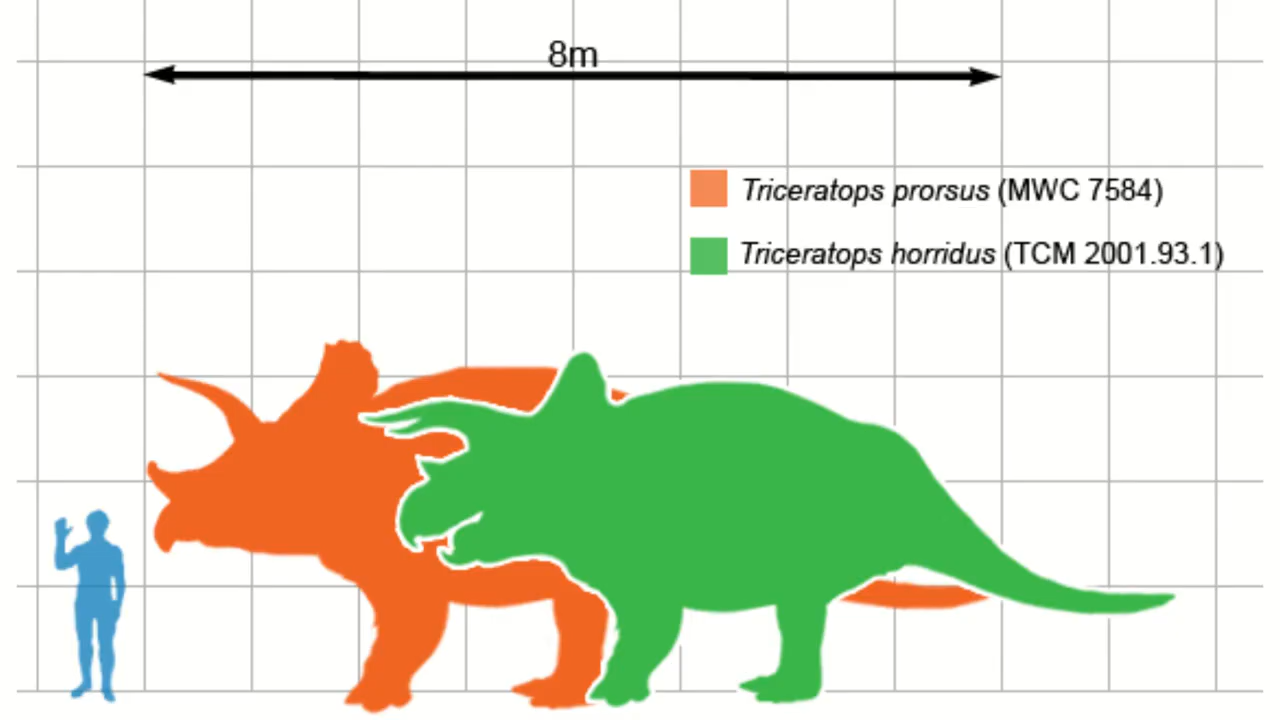 8m
Triceratops prorsus (MWC 7584)
Triceratops horridus (TCM 2001.93.1)